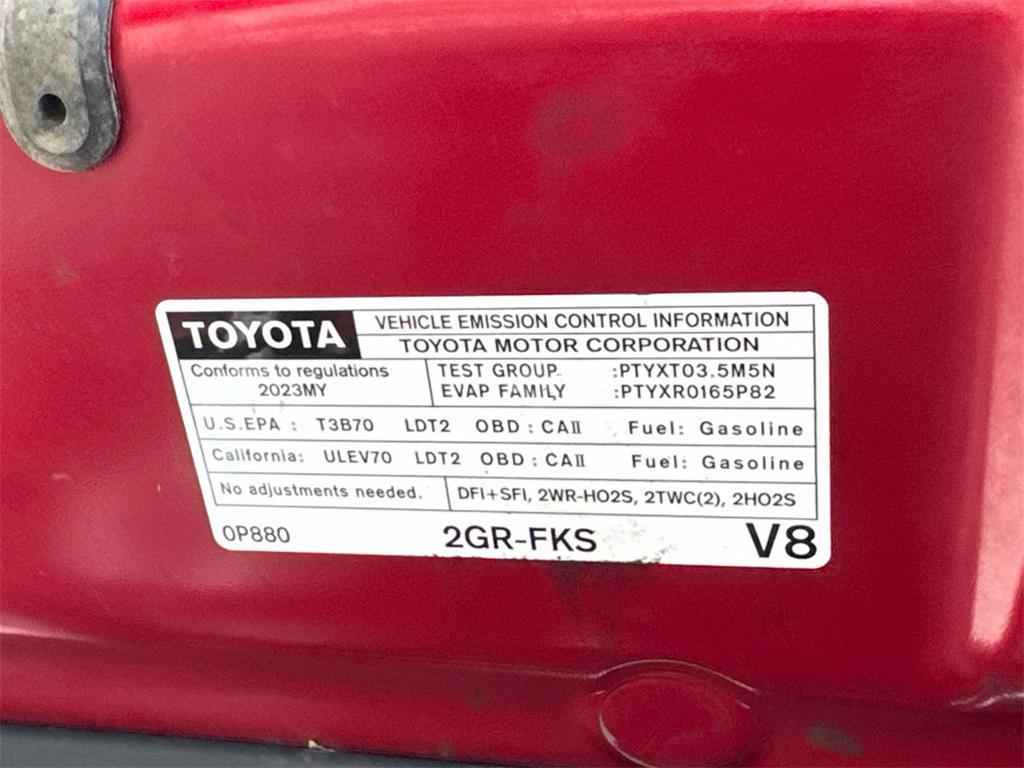 TOYOTA
VEHICLE EMISSION CONTROL INFORMATION
TOYOTA MOTOR CORPORATION
Conforms to regulations
2023MY
TEST GROUP :PTYXT03.5M5N
EVAP FAMILY :PTYXR0165P82
U.S.EPA : T3B70 LDT2 OBD : CAII Fuel: Gasoline
California: ULEV70 LDT2 OBD : CAII Fuel: Gasoline
No adjustments needed. DFI+SFI, 2WR-HO2S, 2TWC(2), 2HO2S
0P880 2GR-FKS V8